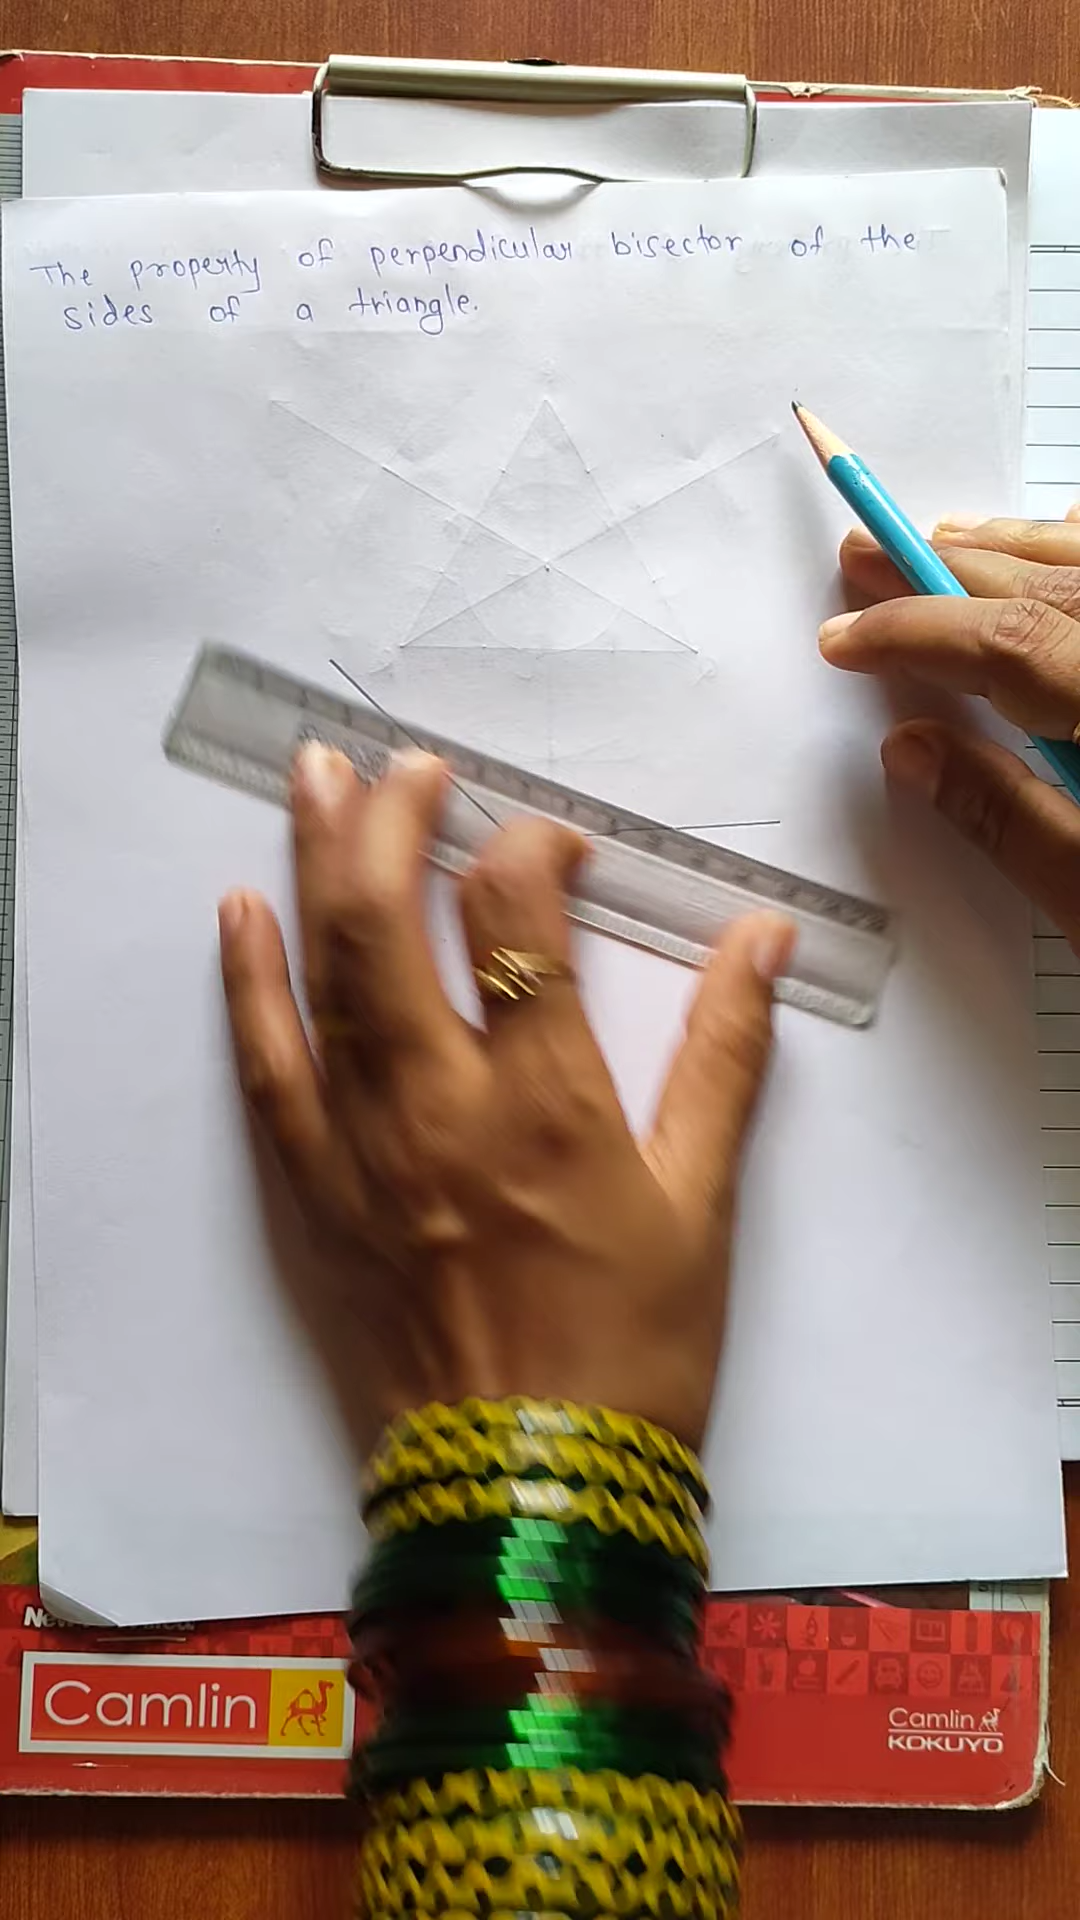 The property of perpendicular bisector of the
sides of a triangle.
Camlin
Camlin
KOKUYO